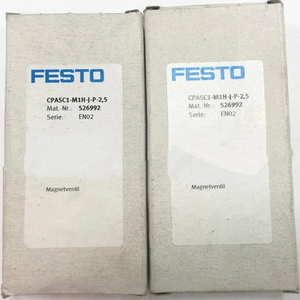 FESTO
CPASC1-M1H-J-P-2,5
Mat.-Nr.: 526992
Serie: EN02
Magnetventil
FESTO
CPASC1-M1H-J-P-2,5
Mat.-Nr.: 526992
Serie: EN02
Magnetventil